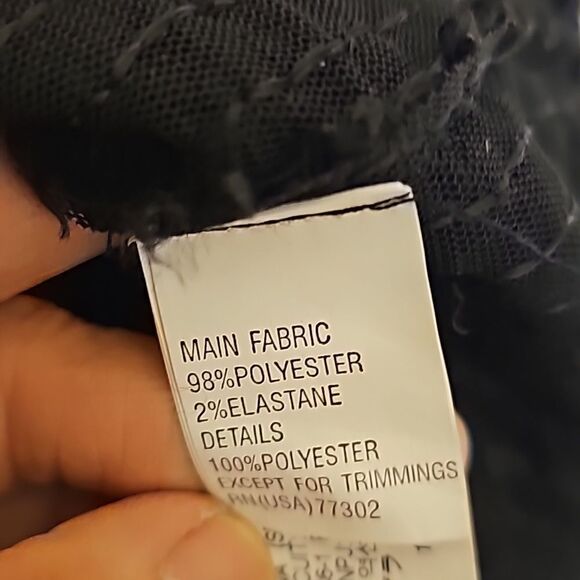 MAIN FABRIC
98%POLYESTER
2%ELASTANE
DETAILS
100%POLYESTER
EXCEPT FOR TRIMMINGS
RN(USA)77302